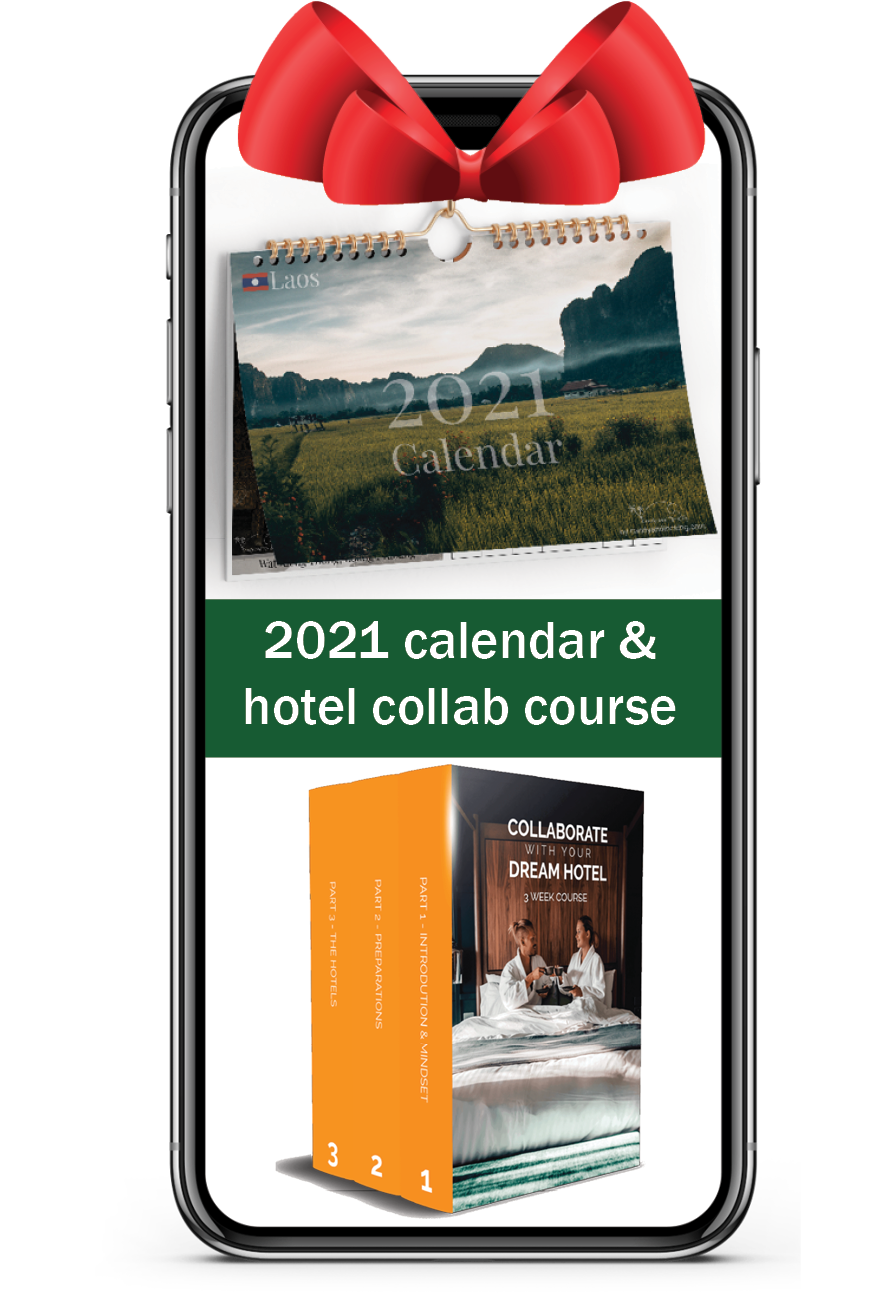 Laos
2021
Calendar
2021 calendar &
hotel collab course
COLLABORATE
WITH YOUR
DREAM HOTEL
3 WEEK COURSE
PART 3 - THE HOTELS
PART 2 - PREPARATIONS
PART 1 - INTRODUTION & MINDSET
3
2
1